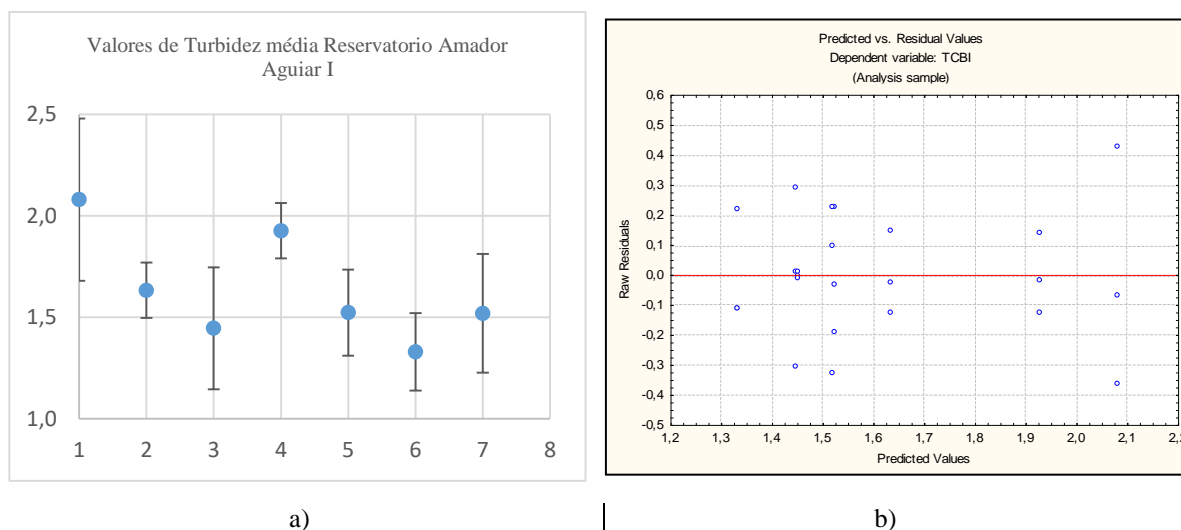 Valores de Turbidez média Reservatorio Amador
Aguiar I
2,5
2,0
1,5
1,0
1 2 3 4 5 6 7 8
a)
Predicted vs. Residual Values
Dependent variable: TCBI
(Analysis sample)
Raw Residuals
0,6
0,5
0,4
0,3
0,2
0,1
0,0
-0,1
-0,2
-0,3
-0,4
-0,5
1,2 1,3 1,4 1,5 1,6 1,7 1,8 1,9 2,0 2,1
Predicted Values
b)